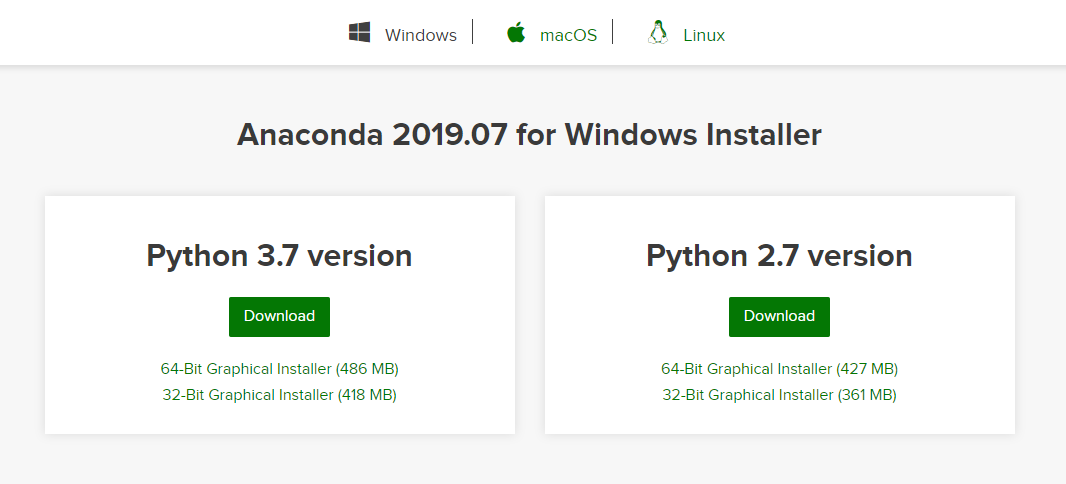 Windows macOS Linux
Anaconda 2019.07 for Windows Installer
Python 3.7 version
Download
64-Bit Graphical Installer (486 MB)
32-Bit Graphical Installer (418 MB)
Python 2.7 version
Download
64-Bit Graphical Installer (427 MB)
32-Bit Graphical Installer (361 MB)